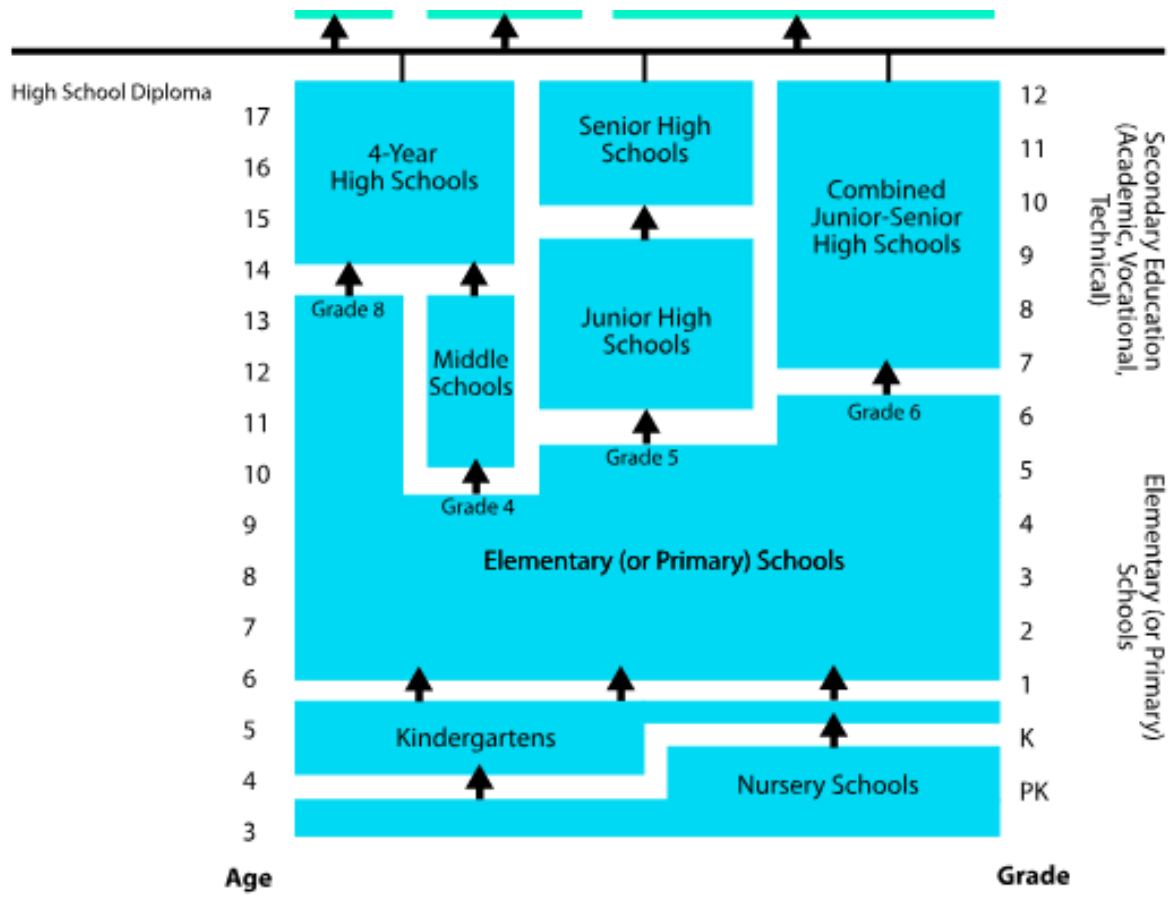 High School Diploma
17
16
15
14
13
12
11
10
9
8
7
6
5
4
3
Age
4-Year
High Schools
Senior High
Schools
Combined
Junior-Senior
High Schools
Grade 8
Middle
Schools
Junior High
Schools
Grade 6
Grade 5
Grade 4
Elementary (or Primary) Schools
Kindergartens
Nursery Schools
12
11
10
9
8
7
6
5
4
3
2
1
K
PK
Grade
Secondary Education
(Academic, Vocational,
Technical)
Elementary (or Primary)
Schools